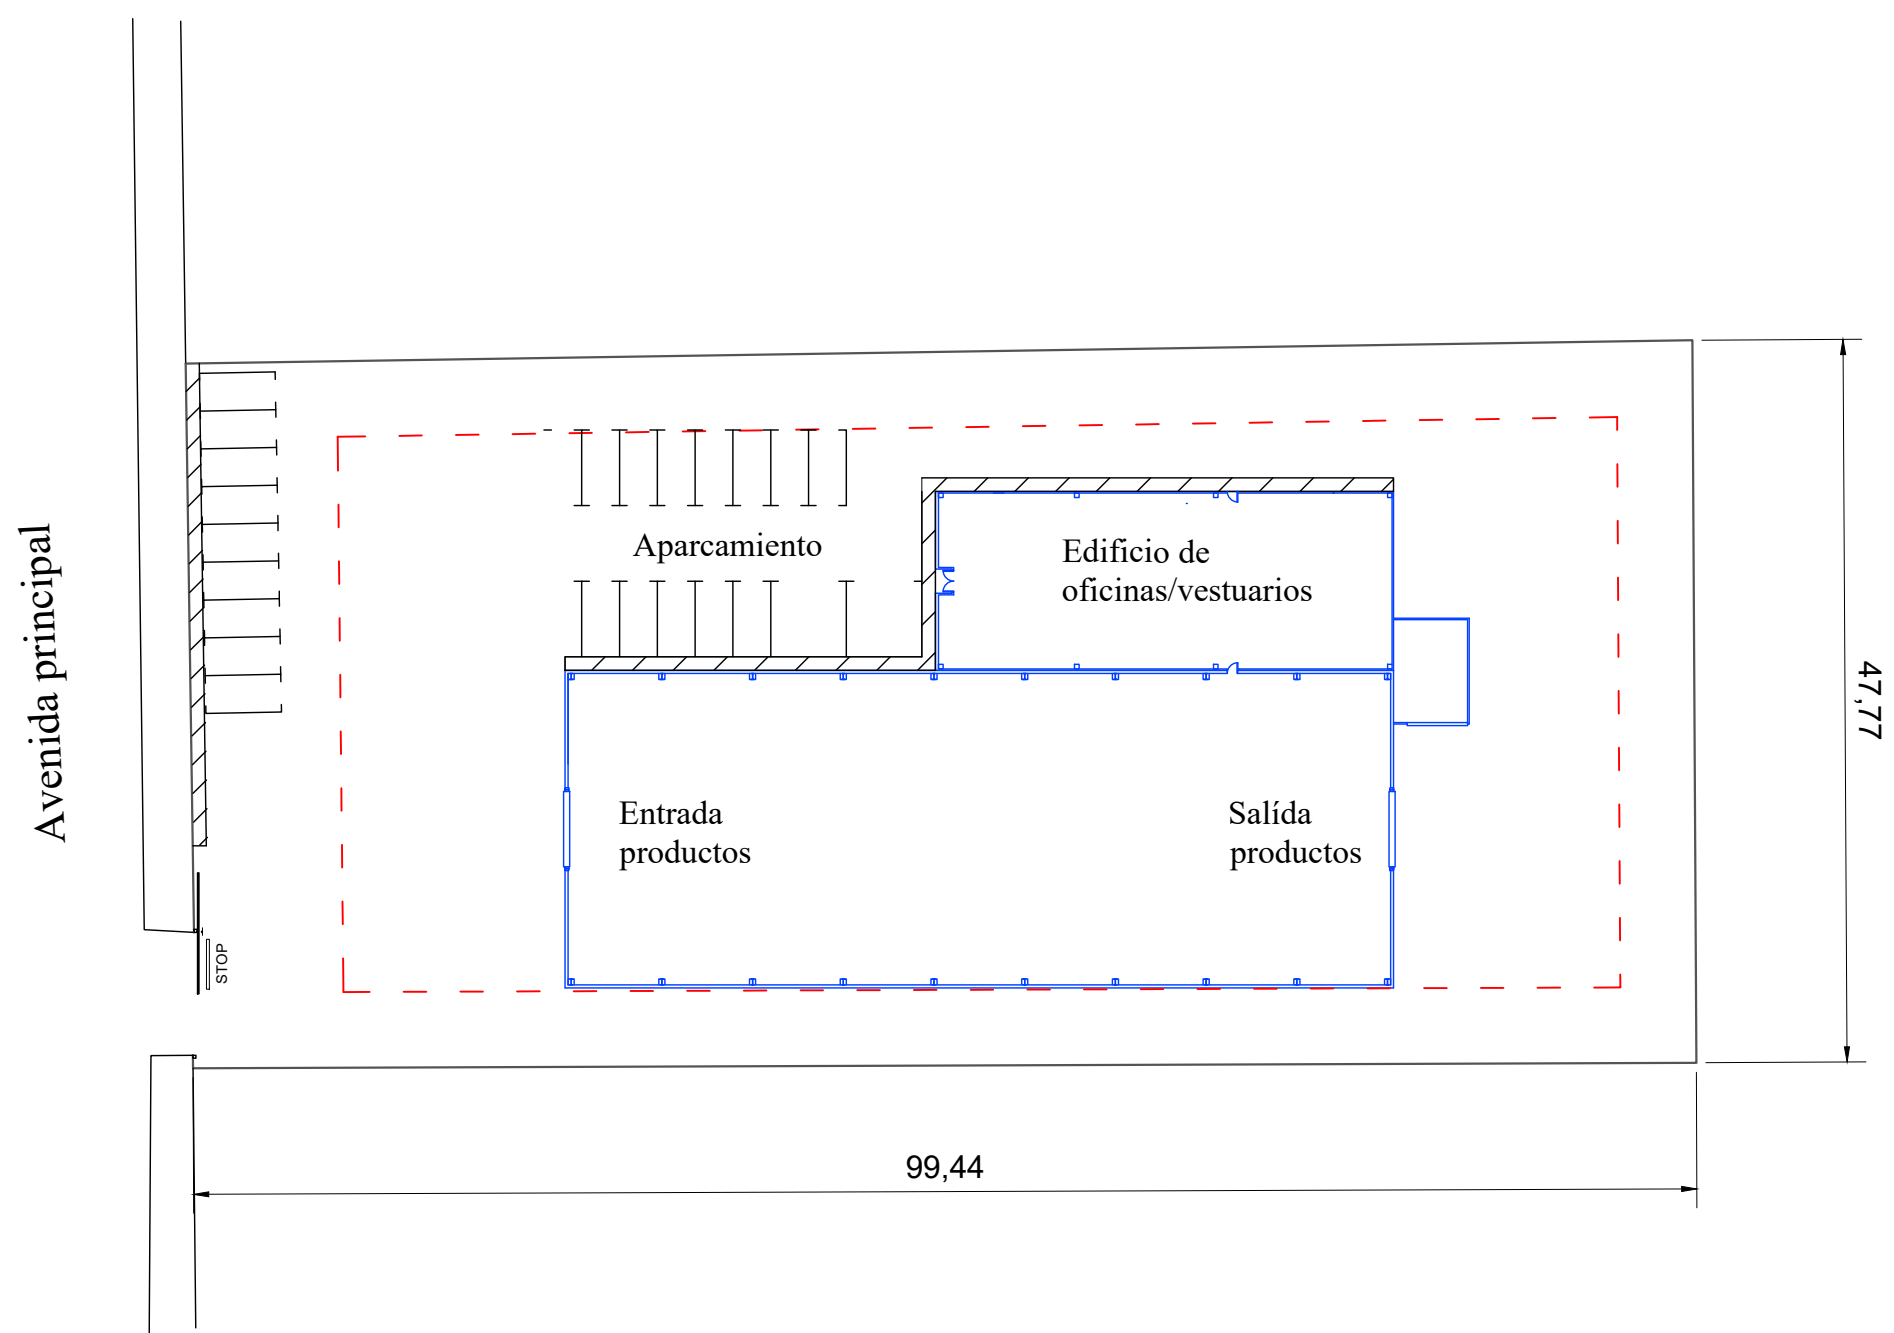 Avenida principal
Aparcamiento
Edificio de
oficinas/vestuarios
Entrada
productos
Salída
productos
STOP
47,77
99,44